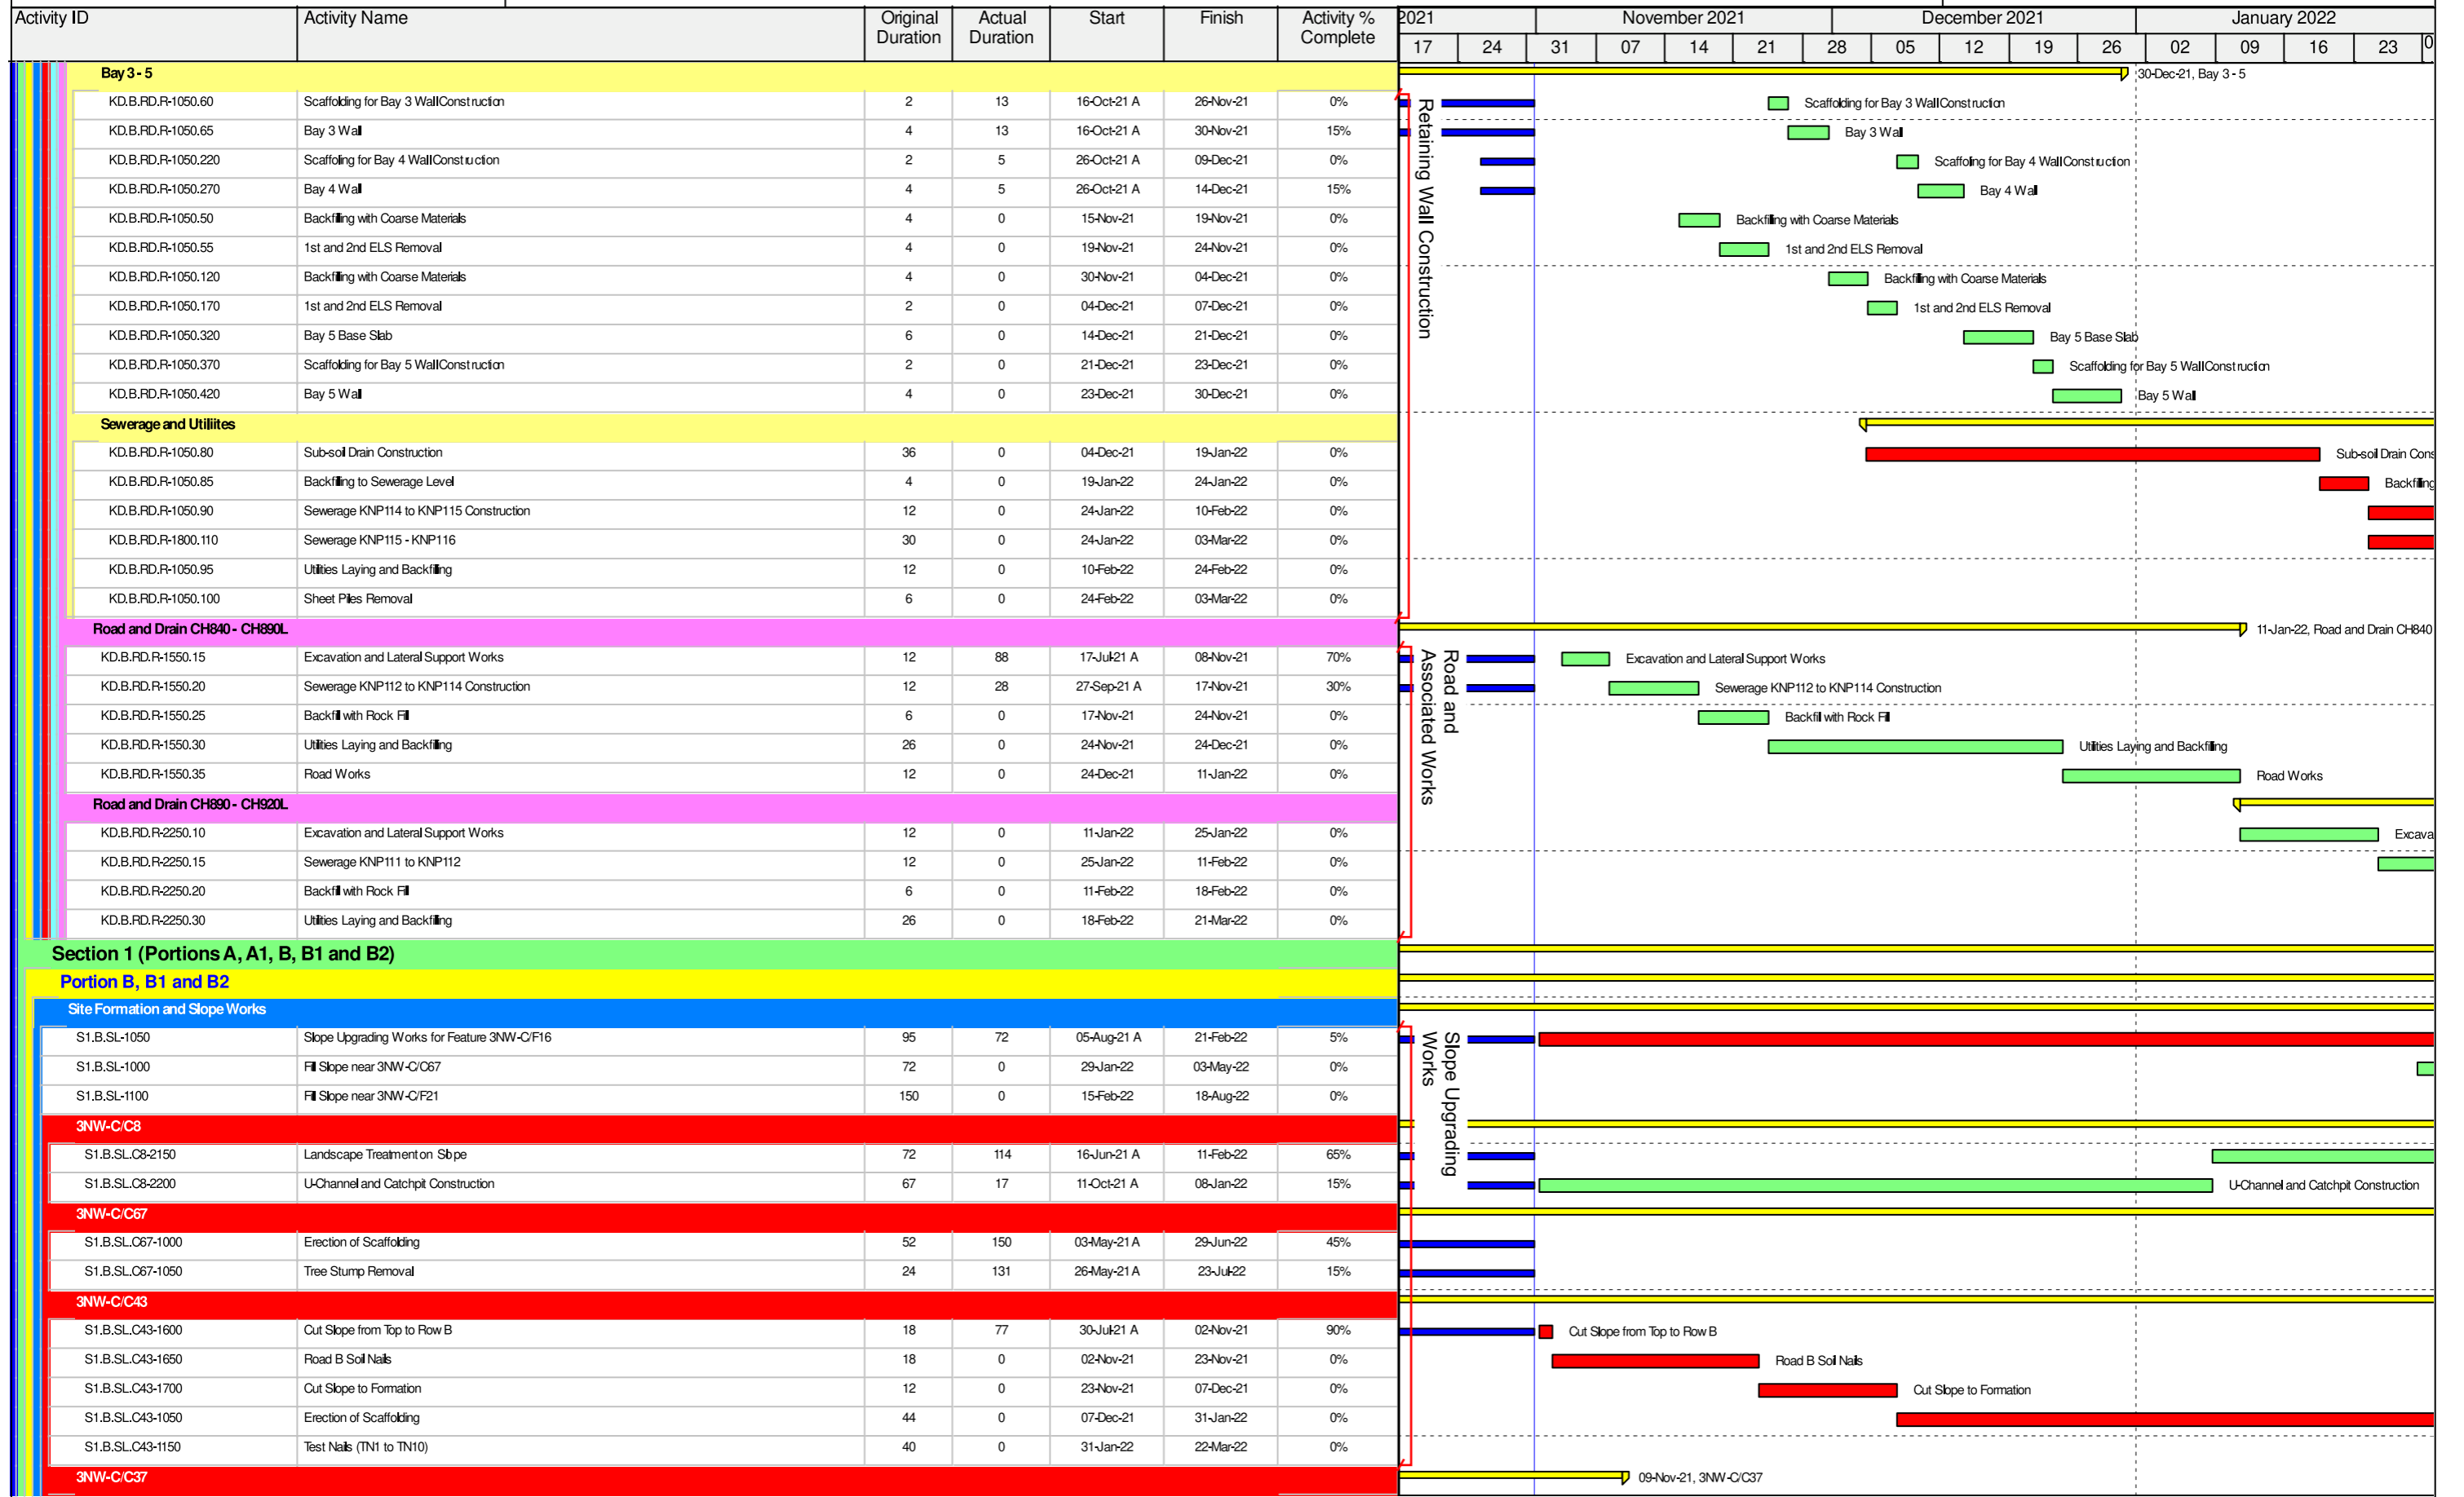 Activity ID Activity Name Original Duration Actual Duration Start Finish Activity % Complete 2021 November 2021 December 2021 January 2022
17 24 31 07 14 21 28 05 12 19 26 02 09 16 23 0
Bay 3 - 5 30-Dec-21, Bay 3 - 5
KD.B.RD.R-1050.60 Scaffolding for Bay 3 Wall Construction 2 13 16-Oct-21 A 26-Nov-21 0% Scaffolding for Bay 3 Wall Construction
KD.B.RD.R-1050.65 Bay 3 Wall 4 13 16-Oct-21 A 30-Nov-21 15% Bay 3 Wall
KD.B.RD.R-1050.220 Scaffoling for Bay 4 Wall Construction 2 5 26-Oct-21 A 09-Dec-21 0% Scaffoling for Bay 4 Wall Construction
KD.B.RD.R-1050.270 Bay 4 Wall 4 5 26-Oct-21 A 14-Dec-21 15% Bay 4 Wall
KD.B.RD.R-1050.50 Backfilling with Coarse Materials 4 0 15-Nov-21 19-Nov-21 0% Backfilling with Coarse Materials
KD.B.RD.R-1050.55 1st and 2nd ELS Removal 4 0 19-Nov-21 24-Nov-21 0% 1st and 2nd ELS Removal
KD.B.RD.R-1050.120 Backfilling with Coarse Materials 4 0 30-Nov-21 04-Dec-21 0% Backfilling with Coarse Materials
KD.B.RD.R-1050.170 1st and 2nd ELS Removal 2 0 04-Dec-21 07-Dec-21 0% 1st and 2nd ELS Removal
KD.B.RD.R-1050.320 Bay 5 Base Slab 6 0 14-Dec-21 21-Dec-21 0% Bay 5 Base Slab
KD.B.RD.R-1050.370 Scaffolding for Bay 5 Wall Construction 2 0 21-Dec-21 23-Dec-21 0% Scaffolding for Bay 5 Wall Construction
KD.B.RD.R-1050.420 Bay 5 Wall 4 0 23-Dec-21 30-Dec-21 0% Bay 5 Wall
Retaining Wall Construction
Sewerage and Utiliites
KD.B.RD.R-1050.80 Sub-soil Drain Construction 36 0 04-Dec-21 19-Jan-22 0% Sub-soil Drain Cons
KD.B.RD.R-1050.85 Backfilling to Sewerage Level 4 0 19-Jan-22 24-Jan-22 0% Backfilling
KD.B.RD.R-1050.90 Sewerage KNP114 to KNP115 Construction 12 0 24-Jan-22 10-Feb-22 0%
KD.B.RD.R-1800.110 Sewerage KNP115 - KNP116 30 0 24-Jan-22 03-Mar-22 0%
KD.B.RD.R-1050.95 Utilities Laying and Backfilling 12 0 10-Feb-22 24-Feb-22 0%
KD.B.RD.R-1050.100 Sheet Piles Removal 6 0 24-Feb-22 03-Mar-22 0%
Road and Drain CH840 - CH890L 11-Jan-22, Road and Drain CH840
KD.B.RD.R-1550.15 Excavation and Lateral Support Works 12 88 17-Jul-21 A 08-Nov-21 70% Excavation and Lateral Support Works
KD.B.RD.R-1550.20 Sewerage KNP112 to KNP114 Construction 12 28 27-Sep-21 A 17-Nov-21 30% Sewerage KNP112 to KNP114 Construction
KD.B.RD.R-1550.25 Backfill with Rock Fill 6 0 17-Nov-21 24-Nov-21 0% Backfill with Rock Fill
KD.B.RD.R-1550.30 Utilities Laying and Backfilling 26 0 24-Nov-21 24-Dec-21 0% Utilities Laying and Backfilling
KD.B.RD.R-1550.35 Road Works 12 0 24-Dec-21 11-Jan-22 0% Road Works
Road and
Associated Works
Road and Drain CH890 - CH920L
KD.B.RD.R-2250.10 Excavation and Lateral Support Works 12 0 11-Jan-22 25-Jan-22 0% Excava
KD.B.RD.R-2250.15 Sewerage KNP111 to KNP112 12 0 25-Jan-22 11-Feb-22 0%
KD.B.RD.R-2250.20 Backfill with Rock Fill 6 0 11-Feb-22 18-Feb-22 0%
KD.B.RD.R-2250.30 Utilities Laying and Backfilling 26 0 18-Feb-22 21-Mar-22 0%
Section 1 (Portions A, A1, B, B1 and B2)
Portion B, B1 and B2
Site Formation and Slope Works
S1.B.SL-1050 Slope Upgrading Works for Feature 3NW-C/F16 95 72 05-Aug-21 A 21-Feb-22 5%
S1.B.SL-1000 Fill Slope near 3NW-C/C67 72 0 29-Jan-22 03-May-22 0%
S1.B.SL-1100 Fill Slope near 3NW-C/F21 150 0 15-Feb-22 18-Aug-22 0%
Slope Upgrading
Works
3NW-C/C8
S1.B.SL.C8-2150 Landscape Treatment on Slope 72 114 16-Jun-21 A 11-Feb-22 65%
S1.B.SL.C8-2200 U-Channel and Catchpit Construction 67 17 11-Oct-21 A 08-Jan-22 15% U-Channel and Catchpit Construction
3NW-C/C67
S1.B.SL.C67-1000 Erection of Scaffolding 52 150 03-May-21 A 29-Jun-22 45%
S1.B.SL.C67-1050 Tree Stump Removal 24 131 26-May-21 A 23-Jul-22 15%
3NW-C/C43
S1.B.SL.C43-1600 Cut Slope from Top to Row B 18 77 30-Jul-21 A 02-Nov-21 90% Cut Slope from Top to Row B
S1.B.SL.C43-1650 Road B Soil Nails 18 0 02-Nov-21 23-Nov-21 0% Road B Soil Nails
S1.B.SL.C43-1700 Cut Slope to Formation 12 0 23-Nov-21 07-Dec-21 0% Cut Slope to Formation
S1.B.SL.C43-1050 Erection of Scaffolding 44 0 07-Dec-21 31-Jan-22 0%
S1.B.SL.C43-1150 Test Nails (TN1 to TN10) 40 0 31-Jan-22 22-Mar-22 0%
3NW-C/C37 09-Nov-21, 3NW-C/C37